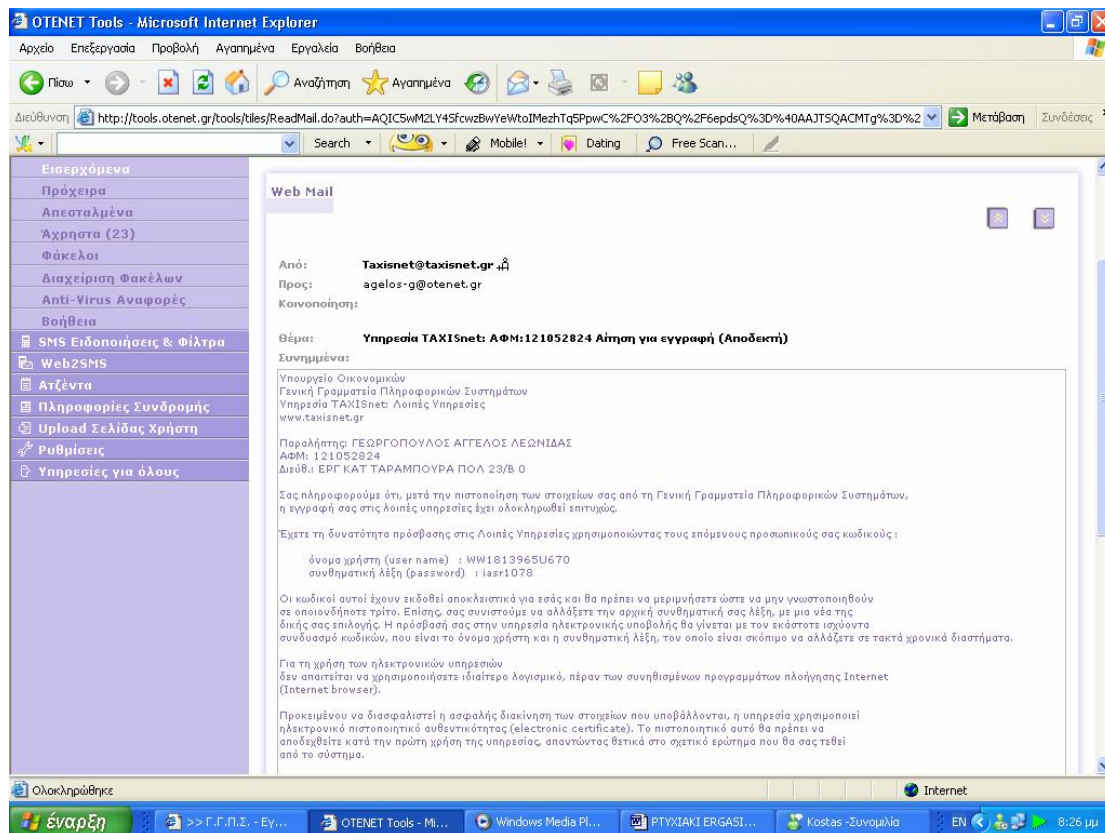 OTENET Tools - Microsoft Internet Explorer
Αρχείο Επεξεργασία Προβολή Αγαπημένα Εργαλεία Βοήθεια
Πίσω Αναζήτηση Αγαπημένα
Διεύθυνση http://tools.otenet.gr/tools/tiles/ReadMail.do?auth=AQIC5wM2LY4SfcwzBwYeWtoIMezhTq5PpwC%2FO3%2BQ%2F6epdsQ%3D%40AAJTSQACMTg%3D%2 Μετάβαση Συνδέσεις
Search Mobile! Dating Free Scan...
Εισερχόμενα
Πρόχειρα
Απεσταλμένα
Άχρηστα (23)
Φάκελοι
Διαχείριση Φακέλων
Anti-Virus Αναφορές
Βοήθεια
SMS Ειδοποιήσεις & Φίλτρα
Web2SMS
Ατζέντα
Πληροφορίες Συνδρομής
Upload Σελίδας Χρήστη
Ρυθμίσεις
Υπηρεσίες για όλους
Web Mail
Από: Taxisnet@taxisnet.gr
Προς: agelos-g@otenet.gr
Κοινοποίηση:
Θέμα: Υπηρεσία TAXISnet: ΑΦΜ:121052824 Αίτηση για εγγραφή (Αποδεκτή)
Συνημμένα:
Υπουργείο Οικονομικών
Γενική Γραμματεία Πληροφορικών Συστημάτων
Υπηρεσία TAXISnet: Λοιπές Υπηρεσίες
www.taxisnet.gr
Παραλήπτης: ΓΕΩΡΓΟΠΟΥΛΟΣ ΑΓΓΕΛΟΣ ΛΕΩΝΙΔΑΣ
ΑΦΜ: 121052824
Διεύθ.: ΕΡΓ ΚΑΤ ΤΑΡΑΜΠΟΥΡΑ ΠΟΛ 23/Β 0
Σας πληροφορούμε ότι, μετά την πιστοποίηση των στοιχείων σας από τη Γενική Γραμματεία Πληροφορικών Συστημάτων,
η εγγραφή σας στις λοιπές υπηρεσίες έχει ολοκληρωθεί επιτυχώς.
Έχετε τη δυνατότητα πρόσβασης στις Λοιπές Υπηρεσίες χρησιμοποιώντας τους επόμενους προσωπικούς σας κωδικούς :
όνομα χρήστη (user name) : WW1813965U670
συνθηματική λέξη (password) : iasr1078
Οι κωδικοί αυτοί έχουν εκδοθεί αποκλειστικά για εσάς και θα πρέπει να μεριμνήσετε ώστε να μην γνωστοποιηθούν
σε οποιονδήποτε τρίτο. Επίσης, σας συνιστούμε να αλλάξετε την αρχική συνθηματική σας λέξη, με μια νέα της
δικής σας επιλογής. Η πρόσβασή σας στην υπηρεσία ηλεκτρονικής υποβολής θα γίνεται με τον εκάστοτε ισχύοντα
συνδυασμό κωδικών, που είναι το όνομα χρήστη και η συνθηματική λέξη, τον οποίο είναι σκόπιμο να αλλάζετε σε τακτά χρονικά διαστήματα.
Για τη χρήση των ηλεκτρονικών υπηρεσιών
δεν απαιτείται να χρησιμοποιήσετε ιδιαίτερο λογισμικό, πέραν των συνηθισμένων προγραμμάτων πλοήγησης Internet
(Internet browser).
Προκειμένου να διασφαλιστεί η ασφαλής διακίνηση των στοιχείων που υποβάλλονται, η υπηρεσία χρησιμοποιεί
ηλεκτρονικό πιστοποιητικό αυθεντικότητας (electronic certificate). Το πιστοποιητικό αυτό θα πρέπει να
αποδεχθείτε κατά την πρώτη χρήση της υπηρεσίας, απαντώντας θετικά στο σχετικό ερώτημα που θα σας τεθεί
από το σύστημα.
Ολοκληρώθηκε Internet
έναρξη >> Γ.Γ.Π.Σ. - Εγ... OTENET Tools - Mi... Windows Media Pl... PTYXIAKI ERGASI... Kostas -Συνομιλία EN 8:26 μμ